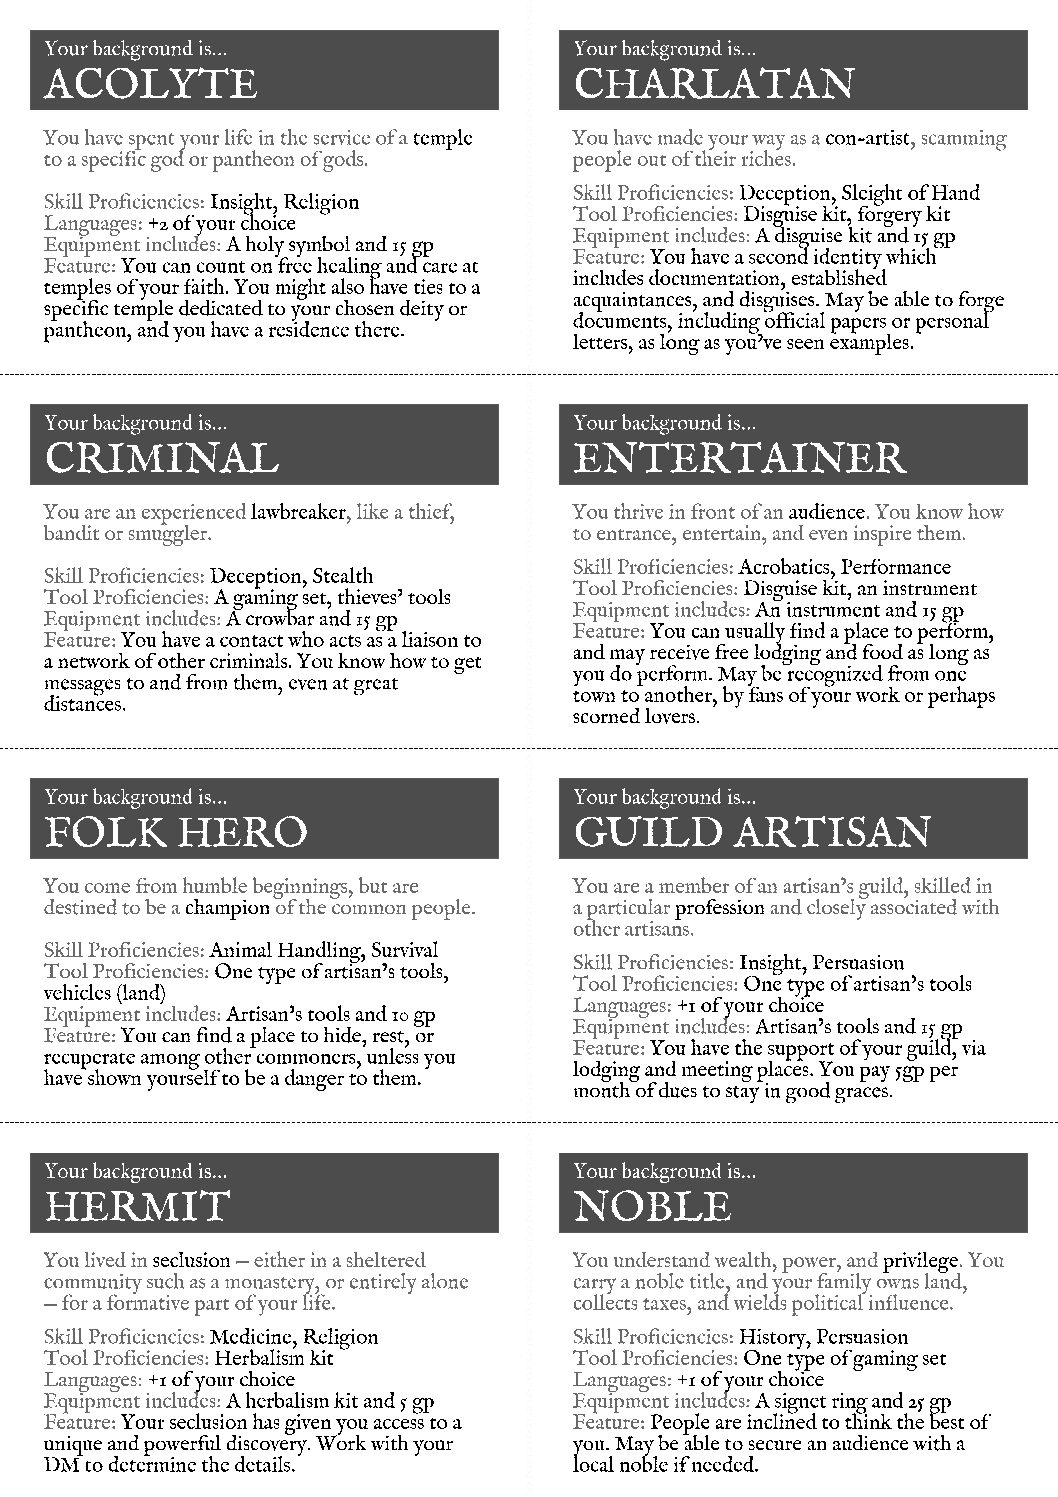 Your background is...
ACOLYTE
You have spent your life in the service of a temple
to a specific god or pantheon of gods.
Skill Proficiencies: Insight, Religion
Languages: +2 of your choice
Equipment includes: A holy symbol and 15 gp
Feature: You can count on free healing and care at
temples of your faith. You might also have ties to a
specific temple dedicated to your chosen deity or
pantheon, and you have a residence there.
Your background is...
CHARLATAN
You have made your way as a con-artist, scamming
people out of their riches.
Skill Proficiencies: Deception, Sleight of Hand
Tool Proficiencies: Disguise kit, forgery kit
Equipment includes: A disguise kit and 15 gp
Feature: You have a second identity which
includes documentation, established
acquaintances, and disguises. May be able to forge
documents, including official papers or personal
letters, as long as you've seen examples.
Your background is...
CRIMINAL
You are an experienced lawbreaker, like a thief,
bandit or smuggler.
Skill Proficiencies: Deception, Stealth
Tool Proficiencies: A gaming set, thieves' tools
Equipment includes: A crowbar and 15 gp
Feature: You have a contact who acts as a liaison to
a network of other criminals. You know how to get
messages to and from them, even at great
distances.
Your background is...
ENTERTAINER
You thrive in front of an audience. You know how
to entrance, entertain, and even inspire them.
Skill Proficiencies: Acrobatics, Performance
Tool Proficiencies: Disguise kit, an instrument
Equipment includes: An instrument and 15 gp
Feature: You can usually find a place to perform,
and may receive free lodging and food as long as
you do perform. May be recognized from one
town to another, by fans of your work or perhaps
scorned lovers.
Your background is...
FOLK HERO
You come from humble beginnings, but are
destined to be a champion of the common people.
Skill Proficiencies: Animal Handling, Survival
Tool Proficiencies: One type of artisan's tools,
vehicles (land)
Equipment includes: Artisan's tools and 10 gp
Feature: You can find a place to hide, rest, or
recuperate among other commoners, unless you
have shown yourself to be a danger to them.
Your background is...
GUILD ARTISAN
You are a member of an artisan's guild, skilled in
a particular profession and closely associated with
other artisans.
Skill Proficiencies: Insight, Persuasion
Tool Proficiencies: One type of artisan's tools
Languages: +1 of your choice
Equipment includes: Artisan's tools and 15 gp
Feature: You have the support of your guild, via
lodging and meeting places. You pay 5gp per
month of dues to stay in good graces.
Your background is...
HERMIT
You lived in seclusion – either in a sheltered
community such as a monastery, or entirely alone
– for a formative part of your life.
Skill Proficiencies: Medicine, Religion
Tool Proficiencies: Herbalism kit
Languages: +1 of your choice
Equipment includes: A herbalism kit and 5 gp
Feature: Your seclusion has given you access to a
unique and powerful discovery. Work with your
DM to determine the details.
Your background is...
NOBLE
You understand wealth, power, and privilege. You
carry a noble title, and your family owns land,
collects taxes, and wields political influence.
Skill Proficiencies: History, Persuasion
Tool Proficiencies: One type of gaming set
Languages: +1 of your choice
Equipment includes: A signet ring and 25 gp
Feature: People are inclined to think the best of
you. May be able to secure an audience with a
local noble if needed.